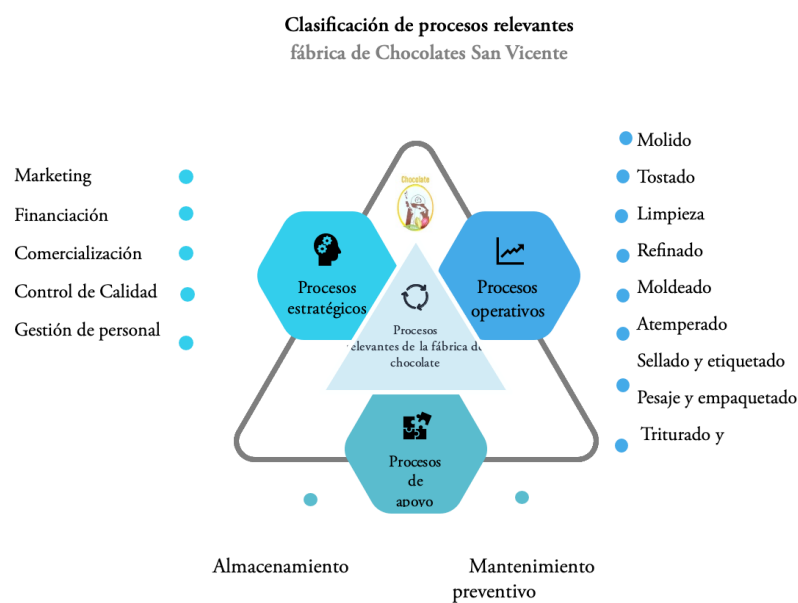 Clasificación de procesos relevantes
fábrica de Chocolates San Vicente
Marketing
Financiación
Comercialización
Control de Calidad
Gestión de personal
Chocolate
Procesos
estratégicos
Procesos
operativos
Procesos
relevantes de la fábrica de
chocolate
Procesos
de
apoyo
Molido
Tostado
Limpieza
Refinado
Moldeado
Atemperado
Sellado y etiquetado
Pesaje y empaquetado
Triturado y
Almacenamiento
Mantenimiento
preventivo